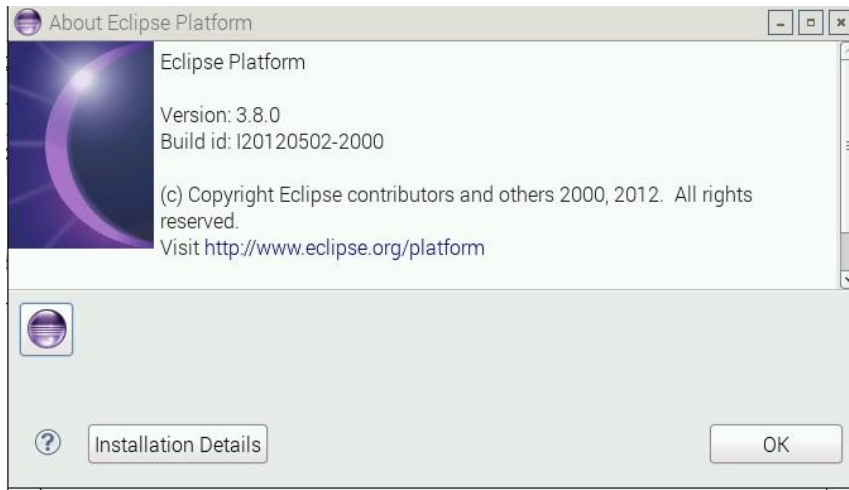 About Eclipse Platform
Eclipse Platform
Version: 3.8.0
Build id: I20120502-2000
(c) Copyright Eclipse contributors and others 2000, 2012.  All rights
reserved.
Visit http://www.eclipse.org/platform
?
Installation Details
OK